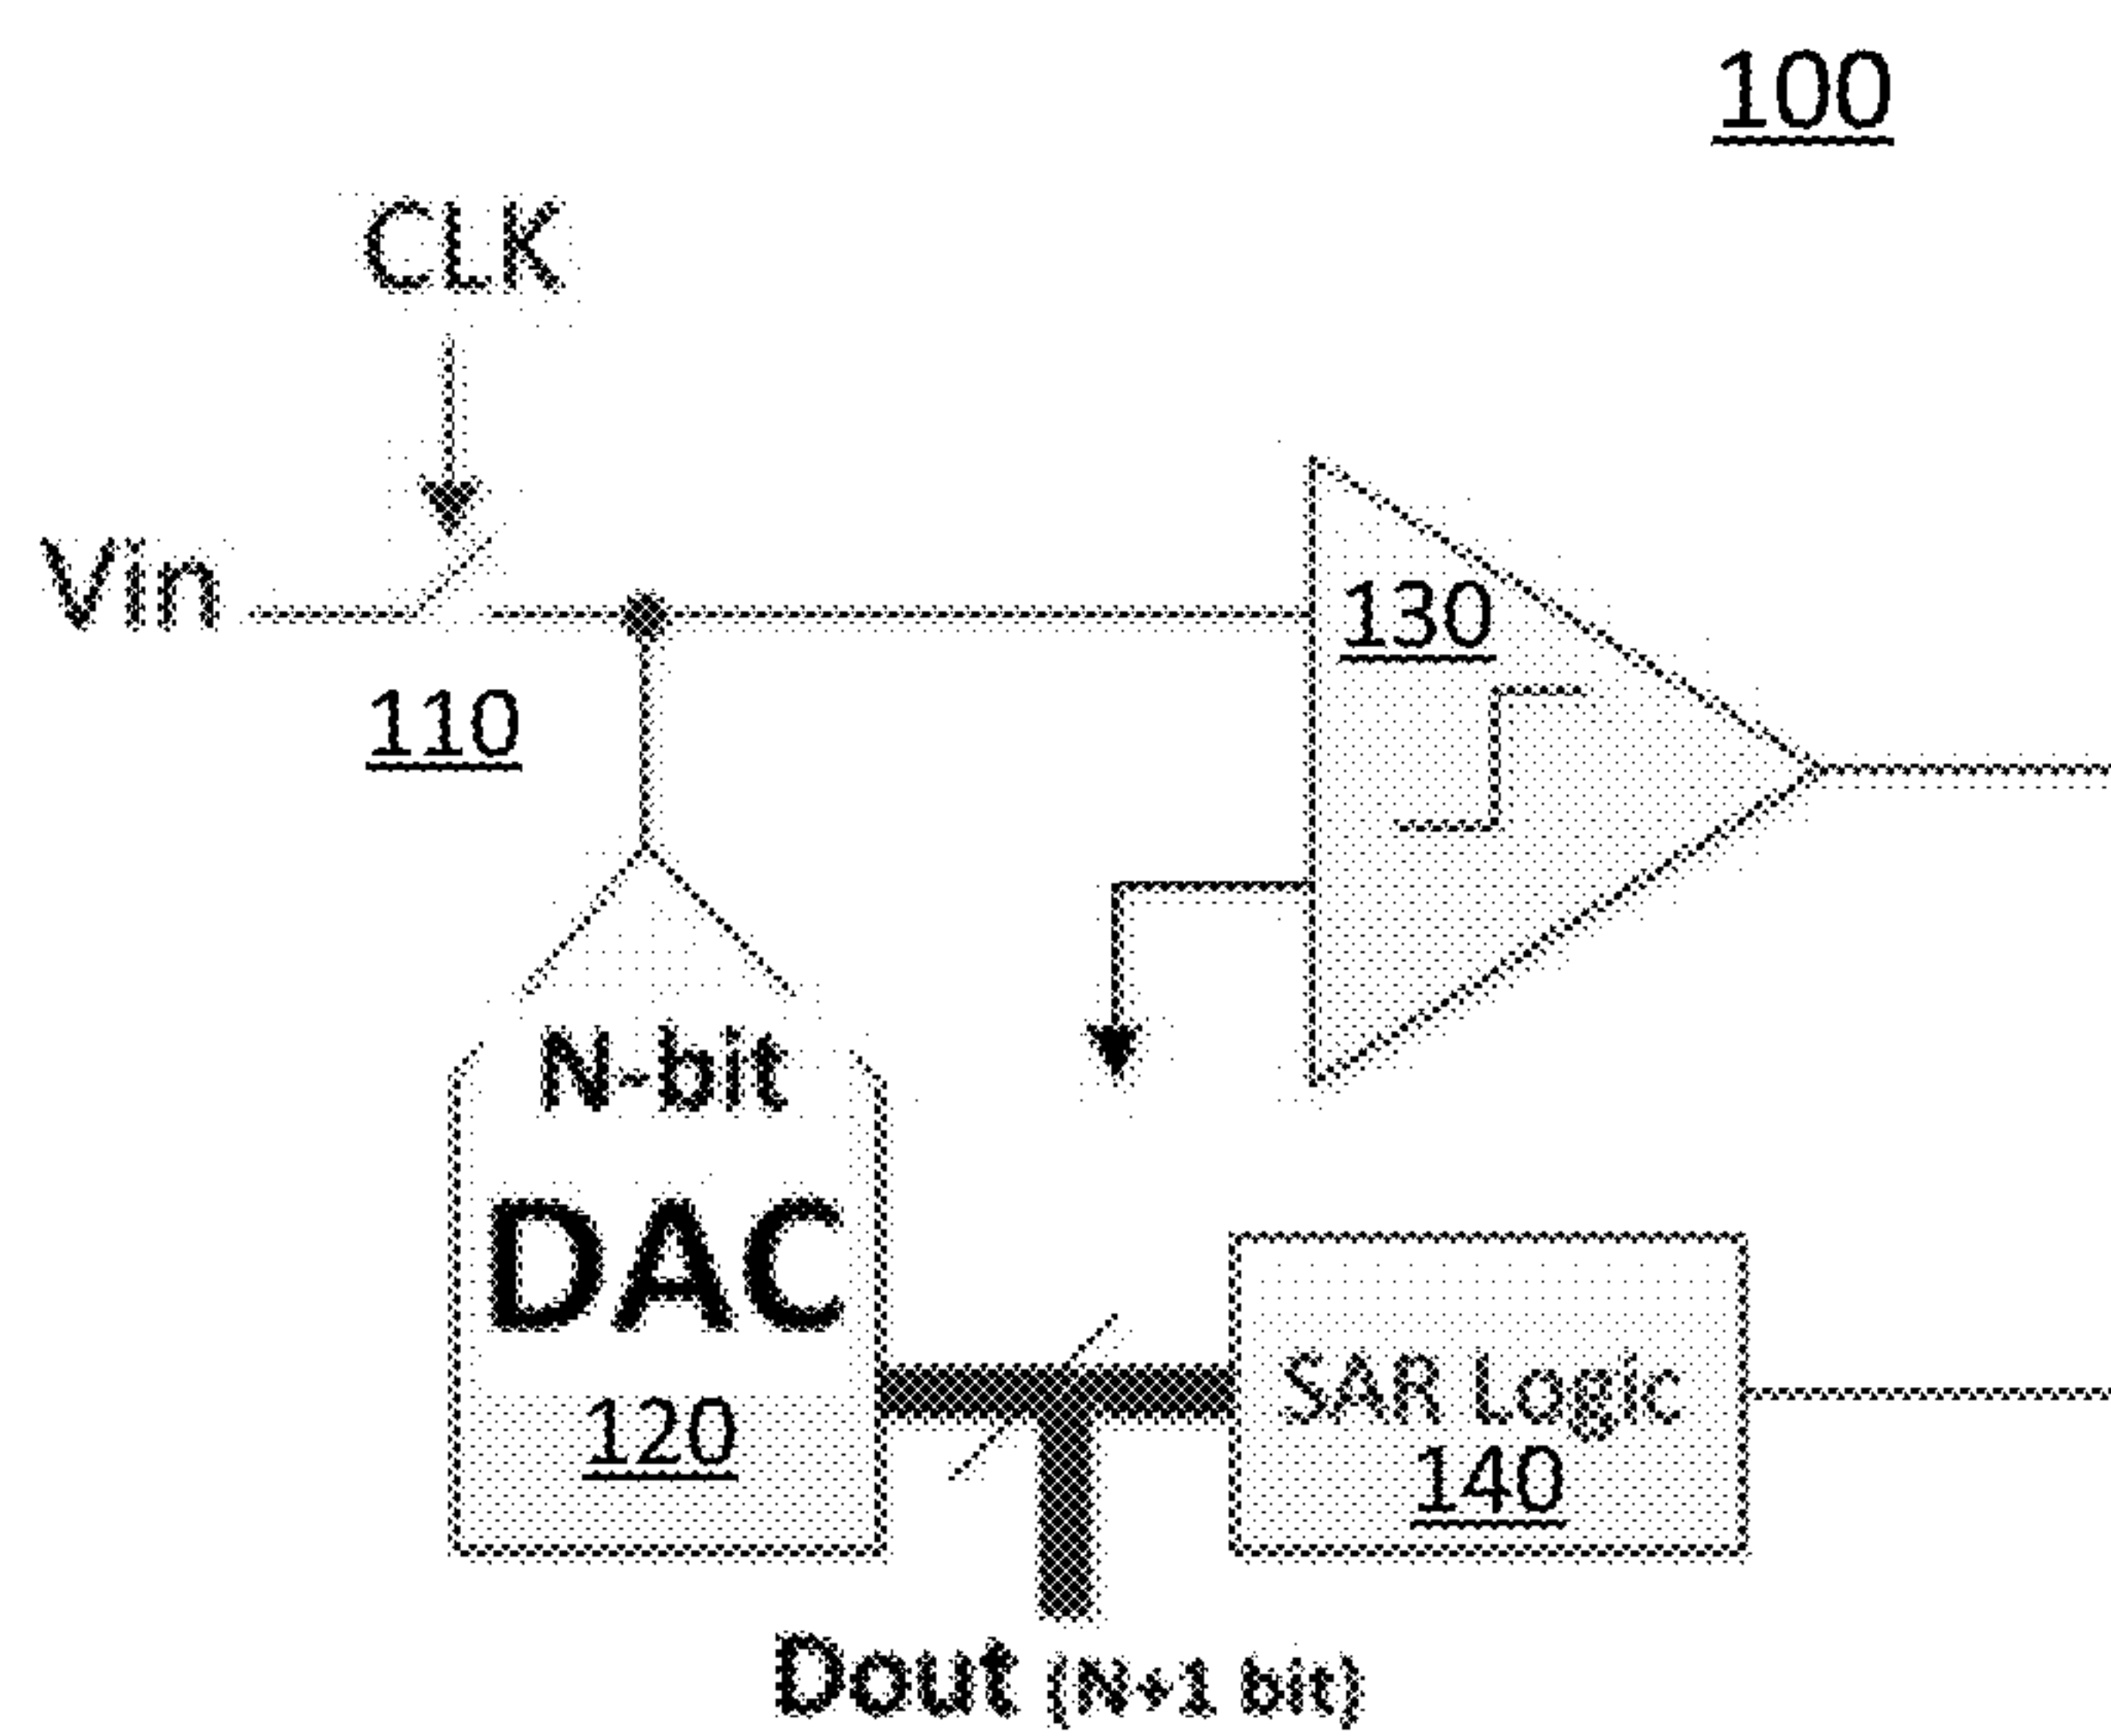 100
CLK
Vin
130
110
N-bit
DAC
120
SAR Logic
140
Dout (N+1 bit)